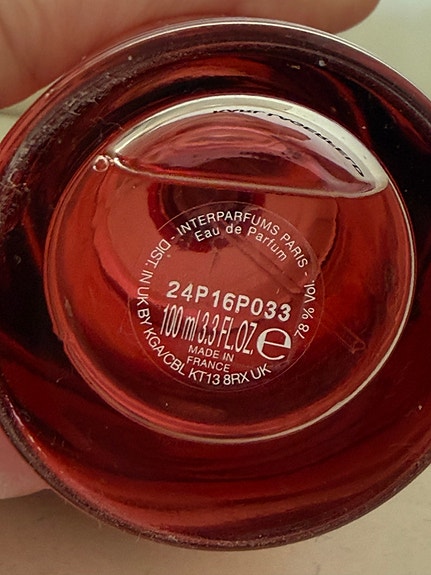 - INTERPARFUMS PARIS -
Eau de Parfum
78 % Vol
24P16P033
100 ml 3.3 FL.OZ e
MADE IN
FRANCE
DIST. IN UK BY KGA/CBL KT13 8RX UK